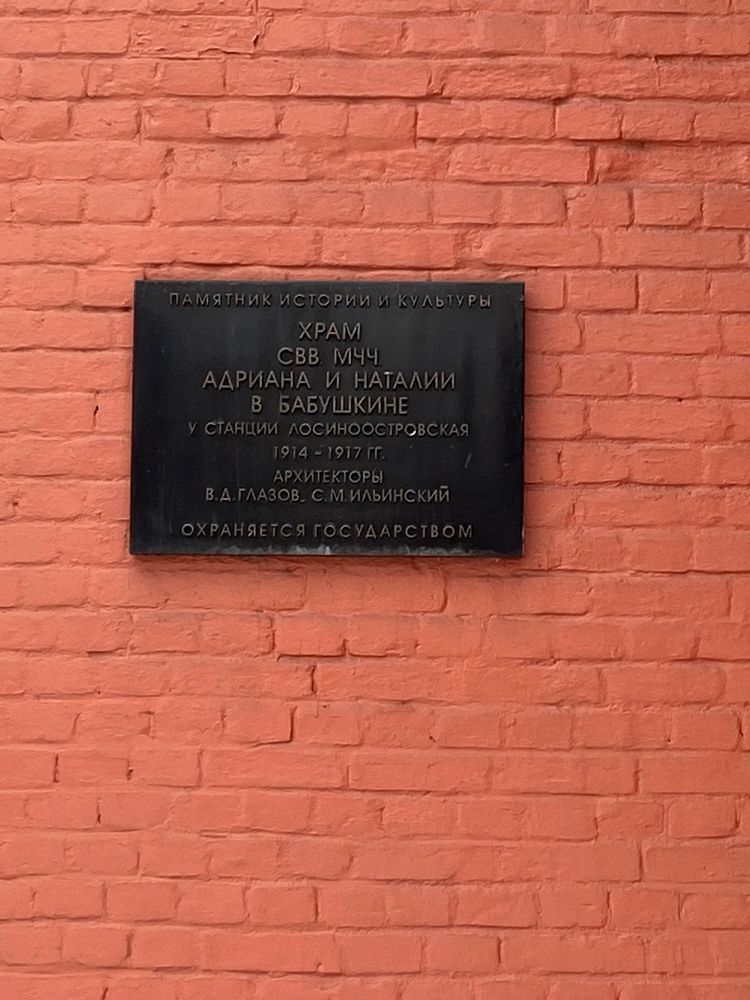 ПАМЯТНИК ИСТОРИИ И КУЛЬТУРЫ
ХРАМ
СВВ. МЧЧ.
АДРИАНА И НАТАЛИИ
В БАБУШКИНЕ
У СТАНЦИИ ЛОСИНООСТРОВСКАЯ
1914 - 1917 ГГ.
АРХИТЕКТОРЫ
В.Д.ГЛАЗОВ, С.М.ИЛЬИНСКИЙ
ОХРАНЯЕТСЯ ГОСУДАРСТВОМ